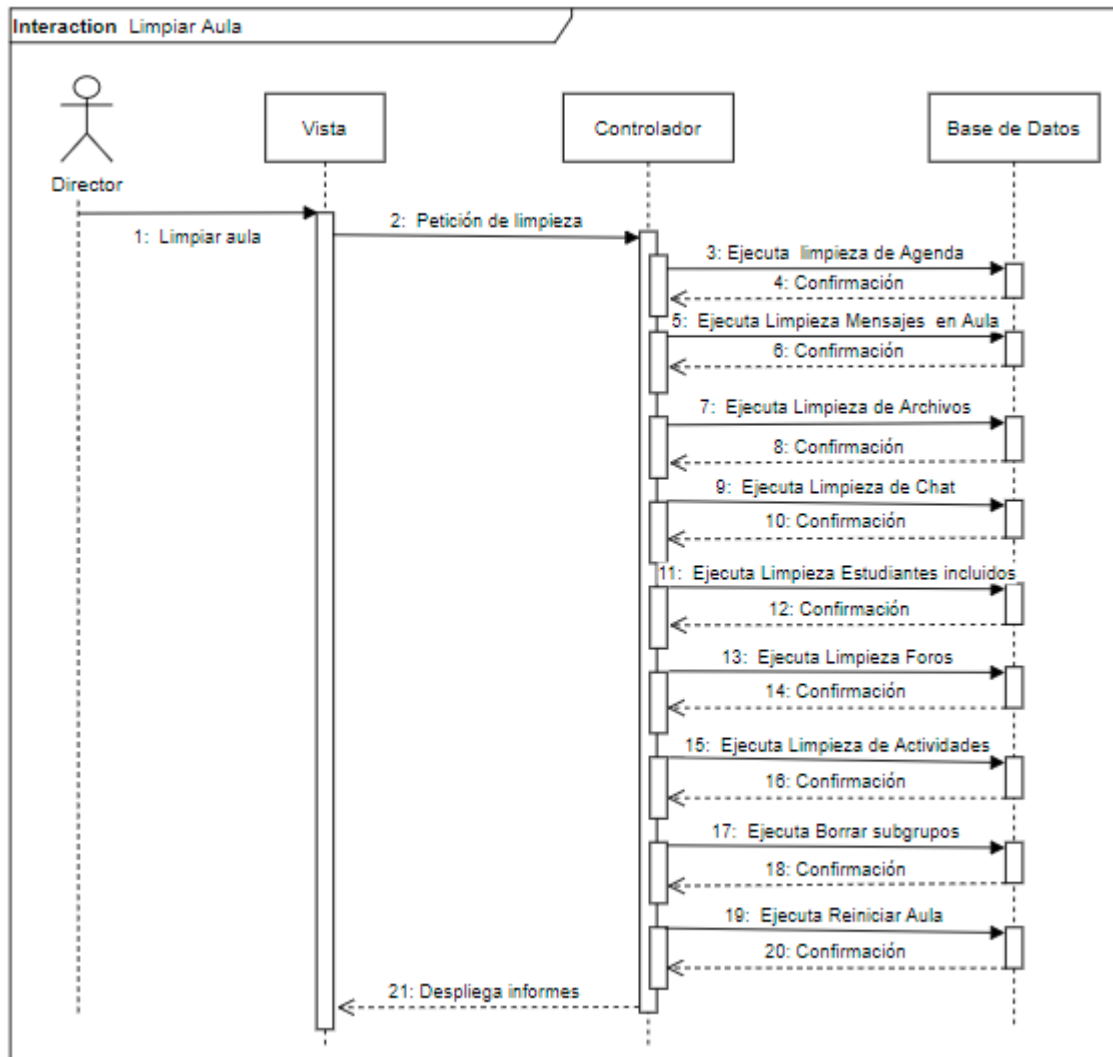 Interaction Limpiar Aula
Vista
Controlador
Base de Datos
Director
1: Limpiar aula
2: Petición de limpieza
3: Ejecuta limpieza de Agenda
4: Confirmación
5: Ejecuta Limpieza Mensajes en Aula
6: Confirmación
7: Ejecuta Limpieza de Archivos
8: Confirmación
9: Ejecuta Limpieza de Chat
10: Confirmación
11: Ejecuta Limpieza Estudiantes incluidos
12: Confirmación
13: Ejecuta Limpieza Foros
14: Confirmación
15: Ejecuta Limpieza de Actividades
16: Confirmación
17: Ejecuta Borrar subgrupos
18: Confirmación
19: Ejecuta Reiniciar Aula
20: Confirmación
21: Despliega informes